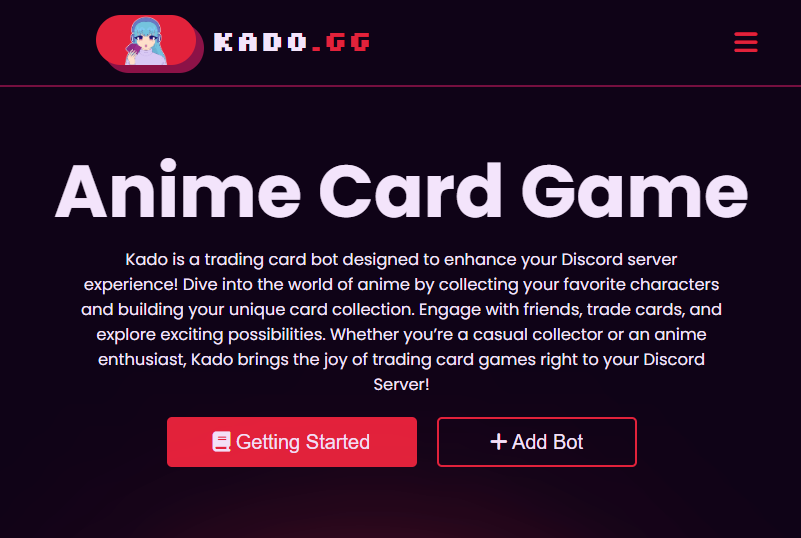 KADO.GG
Anime Card Game
Kado is a trading card bot designed to enhance your Discord server
experience! Dive into the world of anime by collecting your favorite characters
and building your unique card collection. Engage with friends, trade cards, and
explore exciting possibilities. Whether you’re a casual collector or an anime
enthusiast, Kado brings the joy of trading card games right to your Discord
Server!
Getting Started
Add Bot